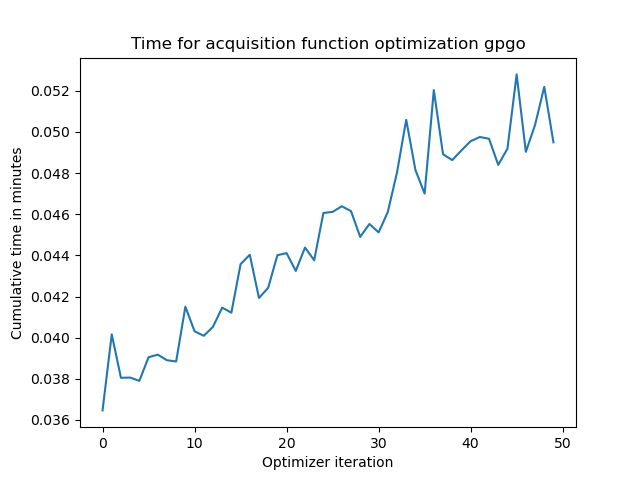 Time for acquisition function optimization gpgo
Cumulative time in minutes
0.052
0.050
0.048
0.046
0.044
0.042
0.040
0.038
0.036
0 10 20 30 40 50
Optimizer iteration